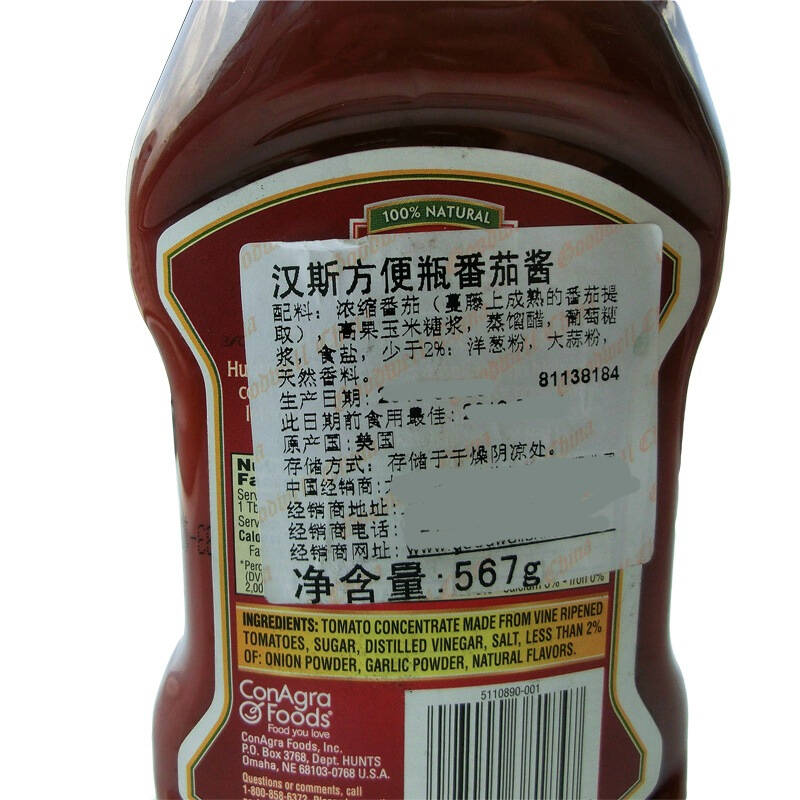 100% NATURAL
汉斯方便瓶番茄酱
配料：浓缩番茄（蔓藤上成熟的番茄提
取），高果玉米糖浆，蒸馏醋，葡萄糖
浆，食盐，少于2%：洋葱粉，大蒜粉，
天然香料。
81138184
生产日期：
此日期前食用最佳：
原产国：美国
存储方式：存储于干燥阴凉处。
中国经销商：
经销商地址：
经销商电话：
经销商网址：
净含量：567g
INGREDIENTS: TOMATO CONCENTRATE MADE FROM VINE RIPENED
TOMATOES, SUGAR, DISTILLED VINEGAR, SALT, LESS THAN 2%
OF: ONION POWDER, GARLIC POWDER, NATURAL FLAVORS.
5110890-001
ConAgra
Foods®
Food you love
ConAgra Foods, Inc.
P.O. Box 3768, Dept. HUNTS
Omaha, NE 68103-0768 U.S.A.
Questions or comments, call
1-800-858-6372